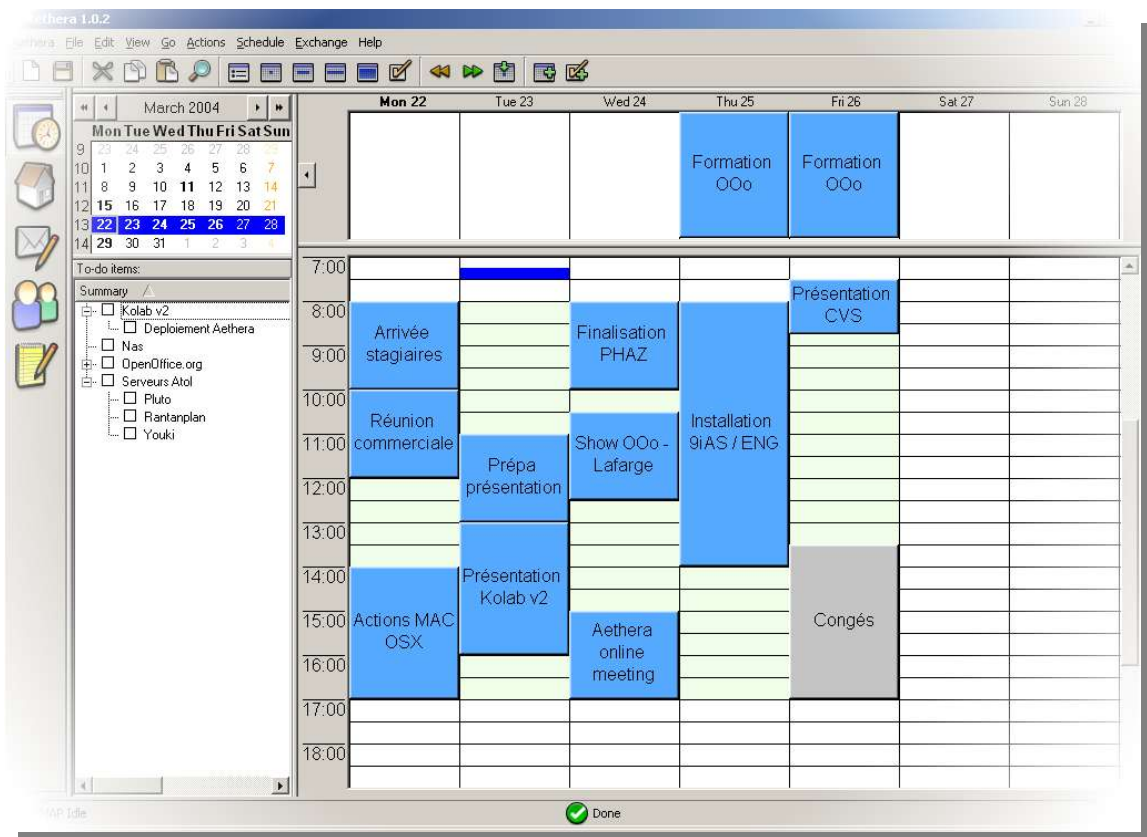 Aethera 1.0.2
File Edit View Go Actions Schedule Exchange Help
March 2004
Mon Tue Wed Thu Fri Sat Sun
9 23 24 25 26 27 28 29
10 1 2 3 4 5 6 7
11 8 9 10 11 12 13 14
12 15 16 17 18 19 20 21
13 22 23 24 25 26 27 28
14 29 30 31 1 2 3 4
To-do items:
Summary
Kolab v2
Deploiement Aethera
Nas
OpenOffice.org
Serveurs Atol
Pluto
Rantanplan
Youki
Mon 22 Tue 23 Wed 24 Thu 25 Fri 26 Sat 27 Sun 28
Formation
OOo
Formation
OOo
7:00
8:00
9:00
10:00
11:00
12:00
13:00
14:00
15:00
16:00
17:00
18:00
Arrivée
stagiaires
Réunion
commerciale
Actions MAC
OSX
Prépa
présentation
Présentation
Kolab v2
Finalisation
PHAZ
Show OOo -
Lafarge
Aethera
online
meeting
Installation
9iAS / ENG
Présentation
CVS
Congés
Idle
Done